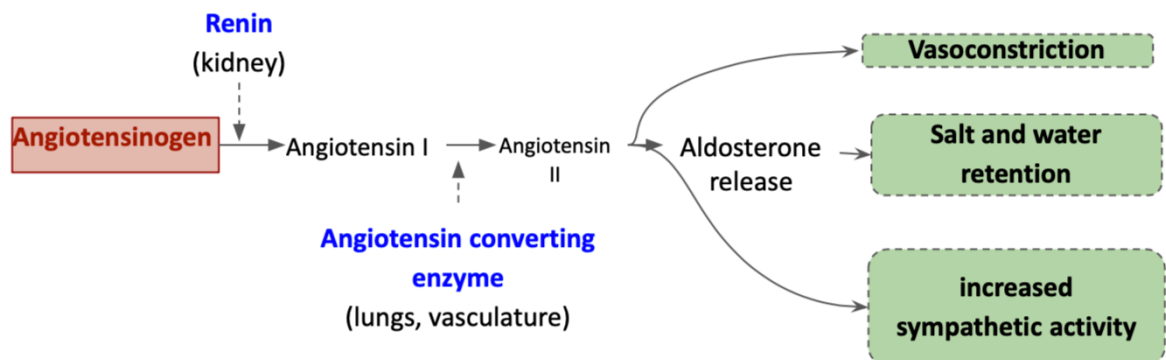 Renin
(kidney)
Angiotensinogen
Angiotensin I
Angiotensin
II
Angiotensin converting
enzyme
(lungs, vasculature)
Aldosterone
release
Vasoconstriction
Salt and water
retention
increased
sympathetic activity